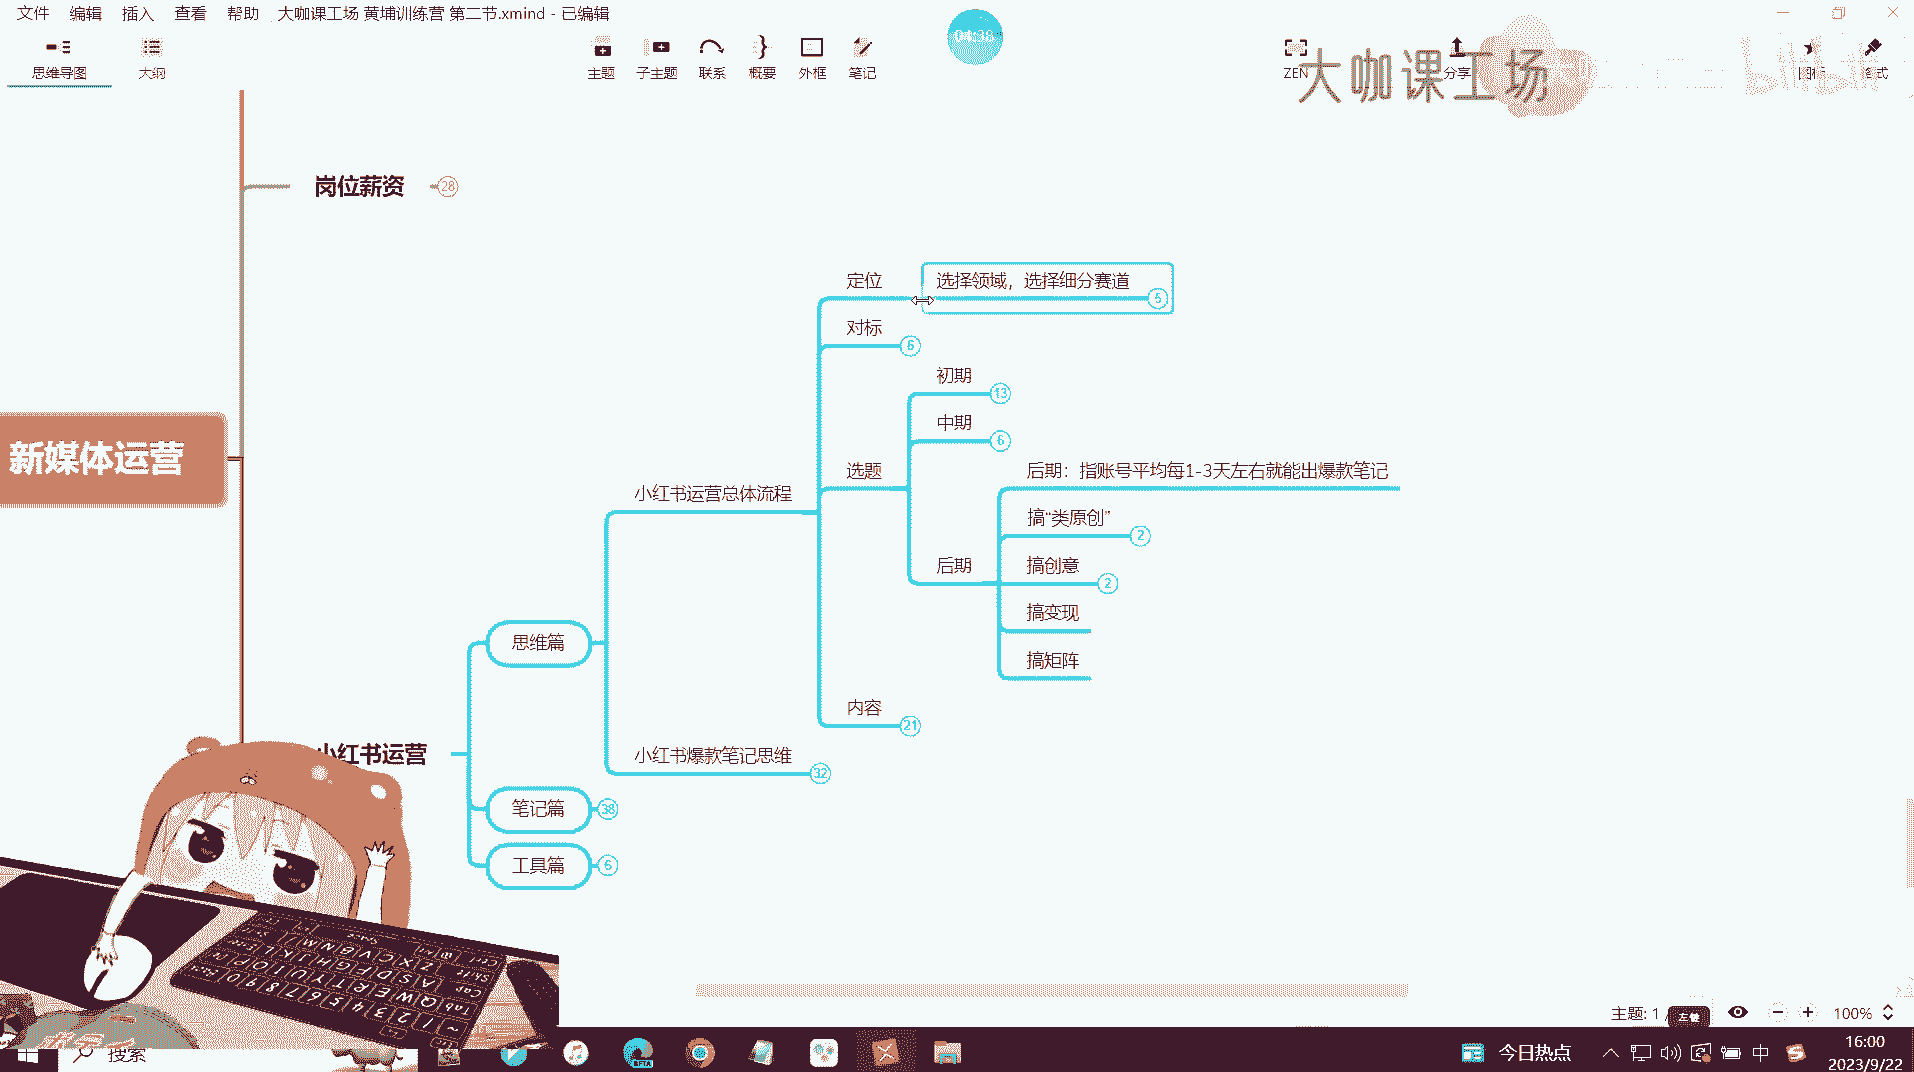 文件 编辑 插入 查看 帮助 大咖课工场 黄埔训练营 第二节.xmind - 已编辑
思维导图 大纲 主题 子主题 联系 概要 外框 笔记 ZEN 分享
大咖课工场
岗位薪资 28
定位 选择领域，选择细分赛道 5
对标 6
初期 13
中期 6
选题
后期：指账号平均每1-3天左右就能出爆款笔记
小红书运营总体流程
新媒体运营
搞“类原创” 2
后期 搞创意 2
搞变现
思维篇
搞矩阵
内容 21
小红书运营
小红书爆款笔记思维 32
笔记篇 38
工具篇 6
主题: 1 / 左键 100%
搜索 今日热点 中 16:00
2023/9/22